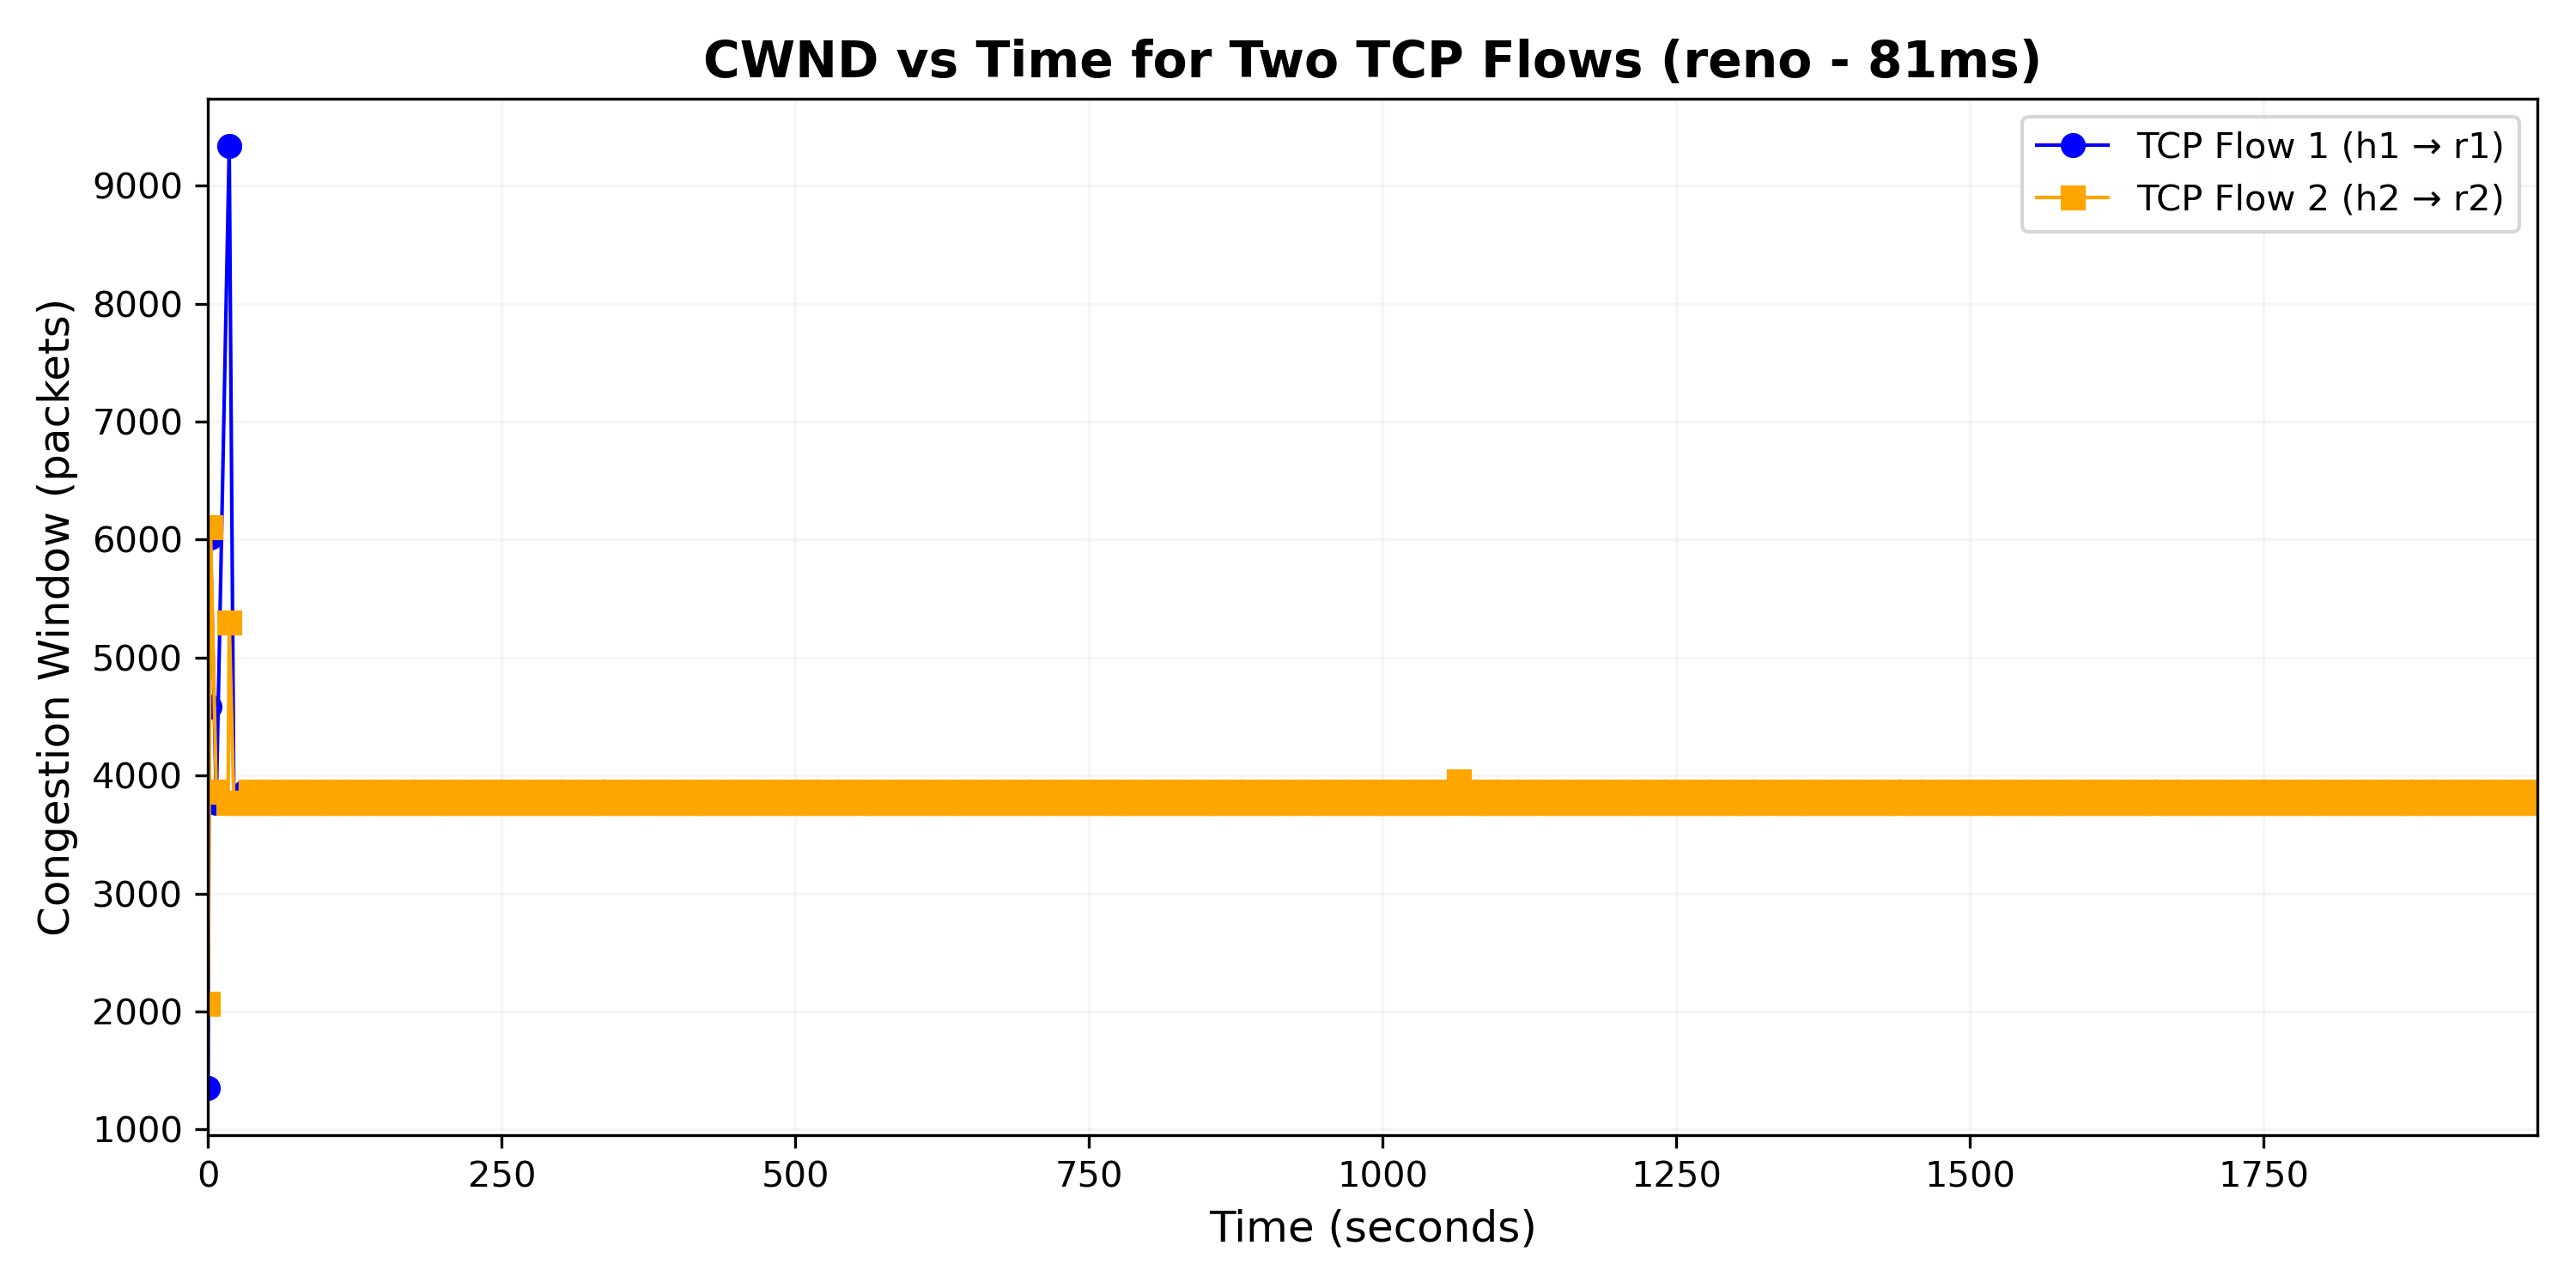 CWND vs Time for Two TCP Flows (reno - 81ms)
TCP Flow 1 (h1 → r1)
TCP Flow 2 (h2 → r2)
Congestion Window (packets)
9000
8000
7000
6000
5000
4000
3000
2000
1000
0 250 500 750 1000 1250 1500 1750
Time (seconds)